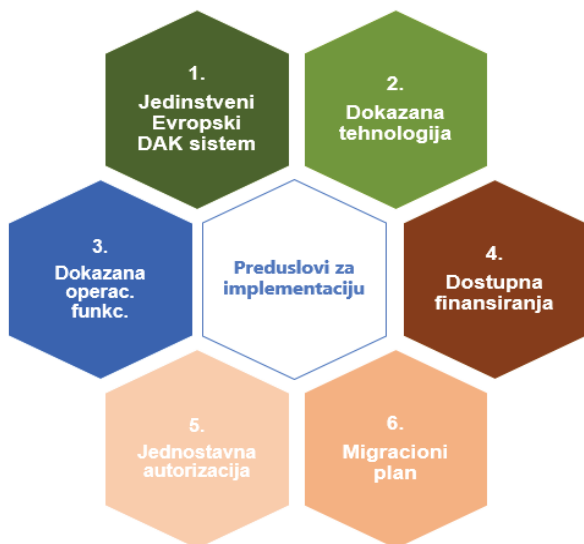 1.
Jedinstveni
Evropski
DAK sistem
2.
Dokazana
tehnologija
3.
Dokazana
operac.
funkc.
Preduslovi za
implementaciju
4.
Dostupna
finansiranja
5.
Jednostavna
autorizacija
6.
Migracioni
plan